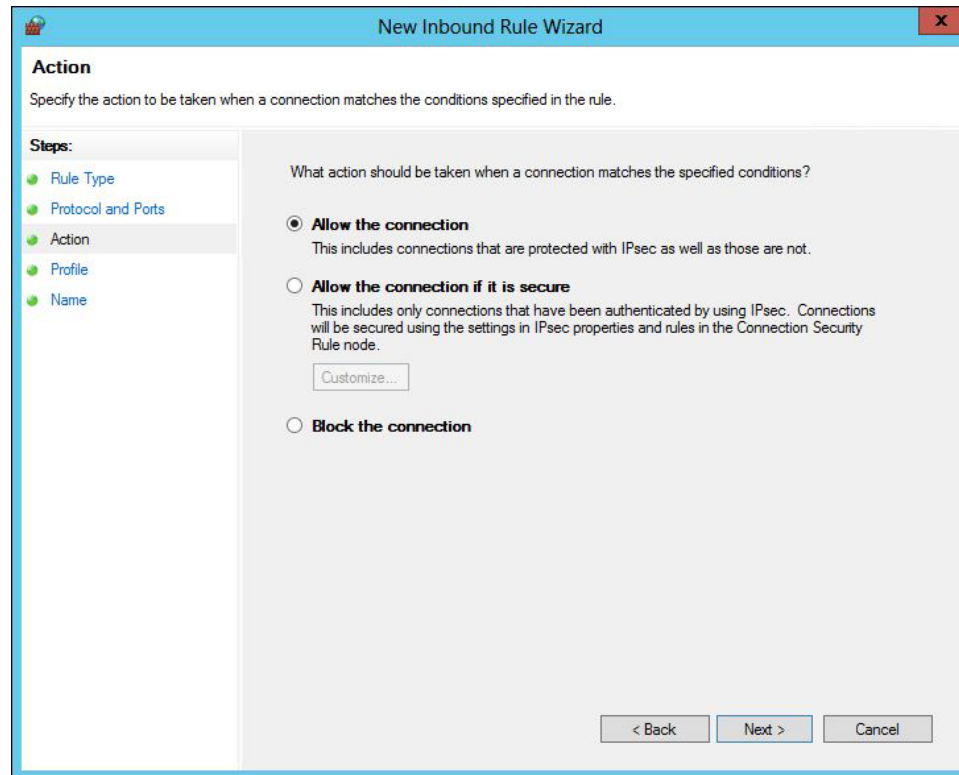 New Inbound Rule Wizard
x
Action
Specify the action to be taken when a connection matches the conditions specified in the rule.
Steps:
Rule Type
Protocol and Ports
Action
Profile
Name
What action should be taken when a connection matches the specified conditions?
Allow the connection
This includes connections that are protected with IPsec as well as those are not.
Allow the connection if it is secure
This includes only connections that have been authenticated by using IPsec. Connections
will be secured using the settings in IPsec properties and rules in the Connection Security
Rule node.
Customize...
Block the connection
< Back
Next >
Cancel